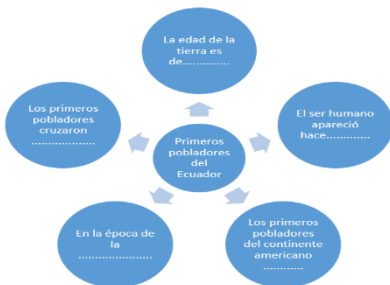 La edad de la
tierra es
de..............
Los primeros
pobladores
cruzaron
....................
El ser humano
apareció
hace.............
Primeros
pobladores
del
Ecuador
En la época de
la
.......................
Los primeros
pobladores
del continente
americano
............